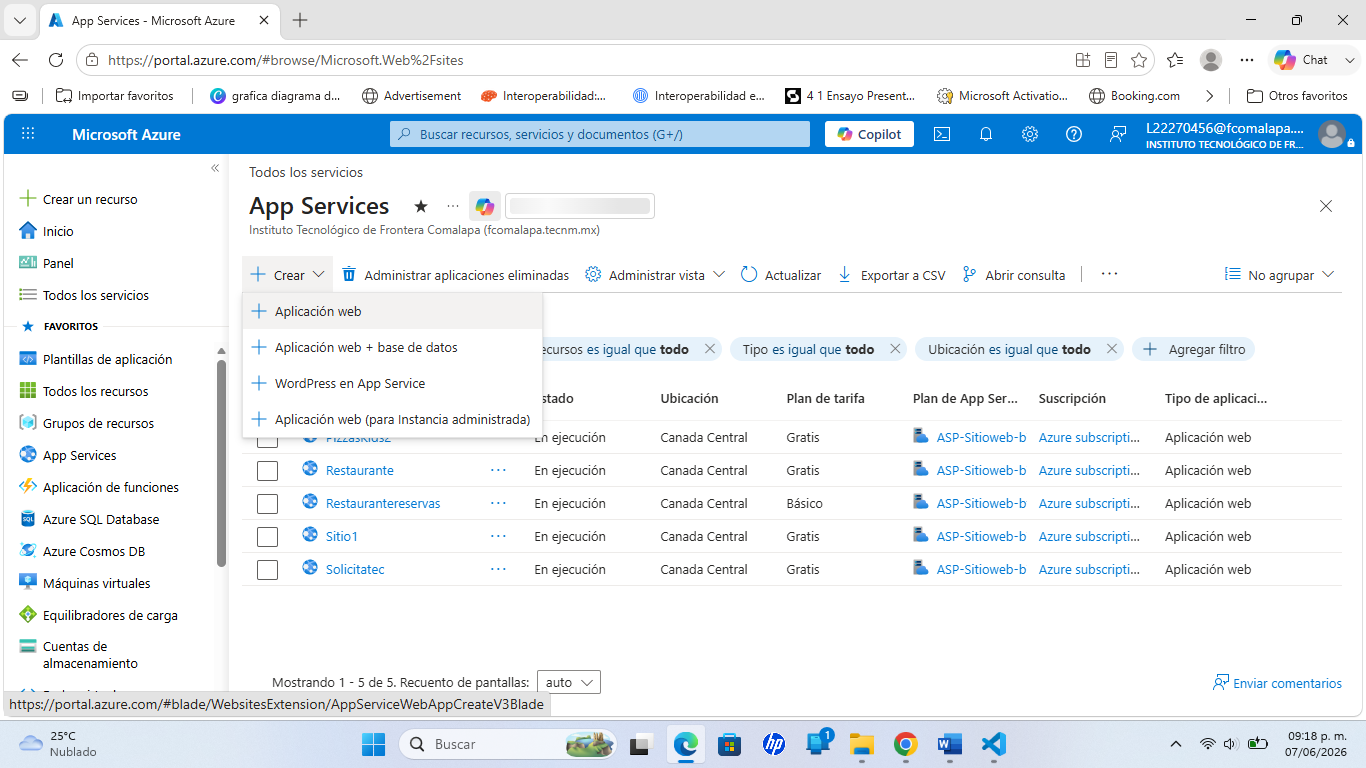 App Services - Microsoft Azure
https://portal.azure.com/#browse/Microsoft.Web%2Fsites
Chat
Importar favoritos
grafica diagrama d...
Advertisement
Interoperabilidad:...
Interoperabilidad e...
4 1 Ensayo Present...
Microsoft Activatio...
Booking.com
Otros favoritos
Microsoft Azure
Buscar recursos, servicios y documentos (G+/)
Copilot
L22270456@fcomalapa....
INSTITUTO TECNOLÓGICO DE FR...
Crear un recurso
Inicio
Panel
Todos los servicios
FAVORITOS
Plantillas de aplicación
Todos los recursos
Grupos de recursos
App Services
Aplicación de funciones
Azure SQL Database
Azure Cosmos DB
Máquinas virtuales
Equilibradores de carga
Cuentas de
almacenamiento
Todos los servicios
App Services
Instituto Tecnológico de Frontera Comalapa (fcomalapa.tecnm.mx)
Crear
Administrar aplicaciones eliminadas
Administrar vista
Actualizar
Exportar a CSV
Abrir consulta
No agrupar
Aplicación web
Aplicación web + base de datos
WordPress en App Service
Aplicación web (para Instancia administrada)
ecursos es igual que todo
Tipo es igual que todo
Ubicación es igual que todo
Agregar filtro
stado Ubicación Plan de tarifa Plan de App Ser... Suscripción Tipo de aplicaci...
PizzasKids2 En ejecución Canada Central Gratis ASP-Sitioweb-b Azure subscripti... Aplicación web
Restaurante En ejecución Canada Central Gratis ASP-Sitioweb-b Azure subscripti... Aplicación web
Restaurantereservas En ejecución Canada Central Básico ASP-Sitioweb-b Azure subscripti... Aplicación web
Sitio1 En ejecución Canada Central Gratis ASP-Sitioweb-b Azure subscripti... Aplicación web
Solicitatec En ejecución Canada Central Gratis ASP-Sitioweb-b Azure subscripti... Aplicación web
Mostrando 1 - 5 de 5. Recuento de pantallas: auto
Enviar comentarios
https://portal.azure.com/#blade/WebsitesExtension/AppServiceWebAppCreateV3Blade
25°C
Nublado
Buscar
1
09:18 p. m.
07/06/2026